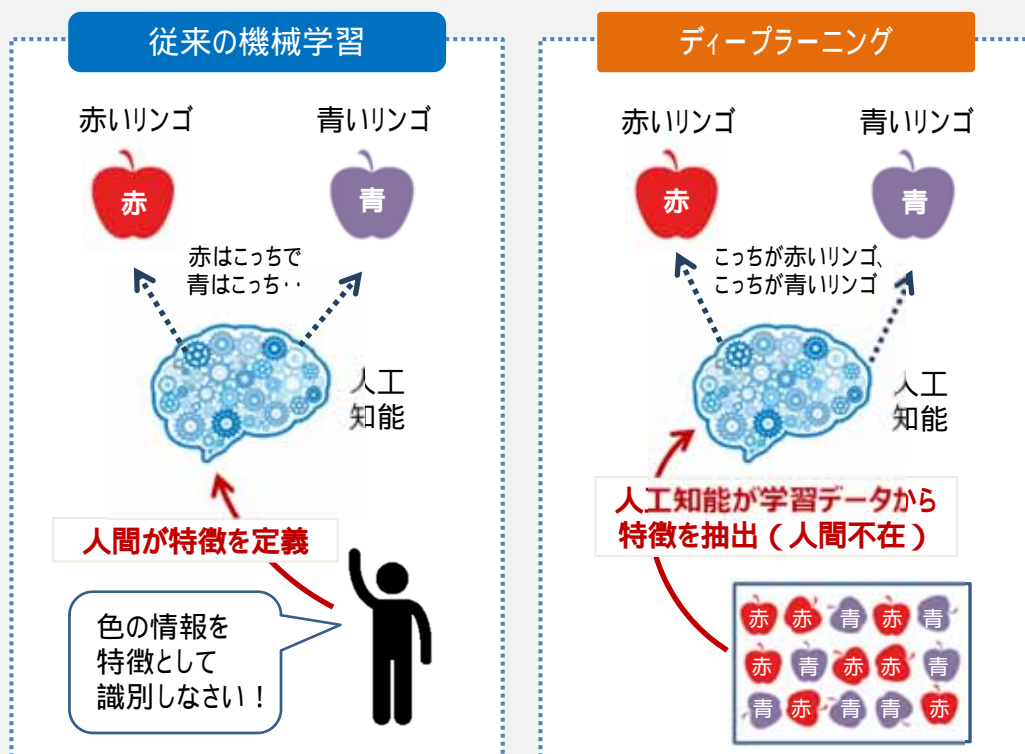 従来の機械学習
赤いリンゴ
青いリンゴ
赤
青
赤はこっちで
青はこっち‥
人工
知能
人間が特徴を定義
色の情報を
特徴として
識別しなさい！
ディープラーニング
赤いリンゴ
青いリンゴ
赤
青
こっちが赤いリンゴ、
こっちが青いリンゴ
人工
知能
人工知能が学習データから
特徴を抽出（人間不在）
赤 赤 青 赤 青
赤 青 赤 赤 青
青 赤 青 青 赤